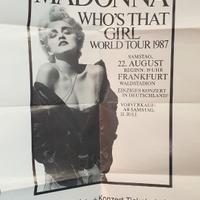 MADONNA
WHO'S THAT
GIRL
WORLD TOUR 1987
SAMSTAG,
22. AUGUST
BEGINN: 19 UHR
FRANKFURT
WALDSTADION
EINZIGES KONZERT
IN DEUTSCHLAND
VORVERKAUF:
AB SAMSTAG,
11. JULI